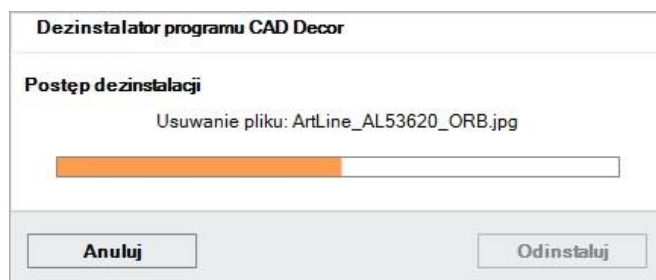 Dezinstalator programu CAD Decor
Postęp dezinstalacji
Usuwanie pliku: ArtLine_AL53620_ORB.jpg
Anuluj
Odinstaluj